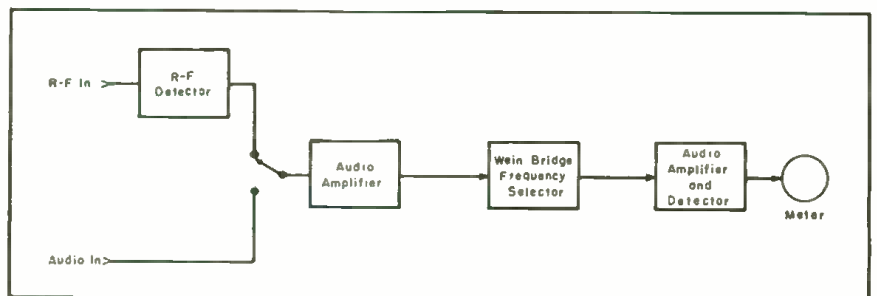 R-F In
R-F
Detector
Audio
Amplifier
Wein Bridge
Frequency
Selector
Audio
Amplifier
and
Detector
Meter
Audio In